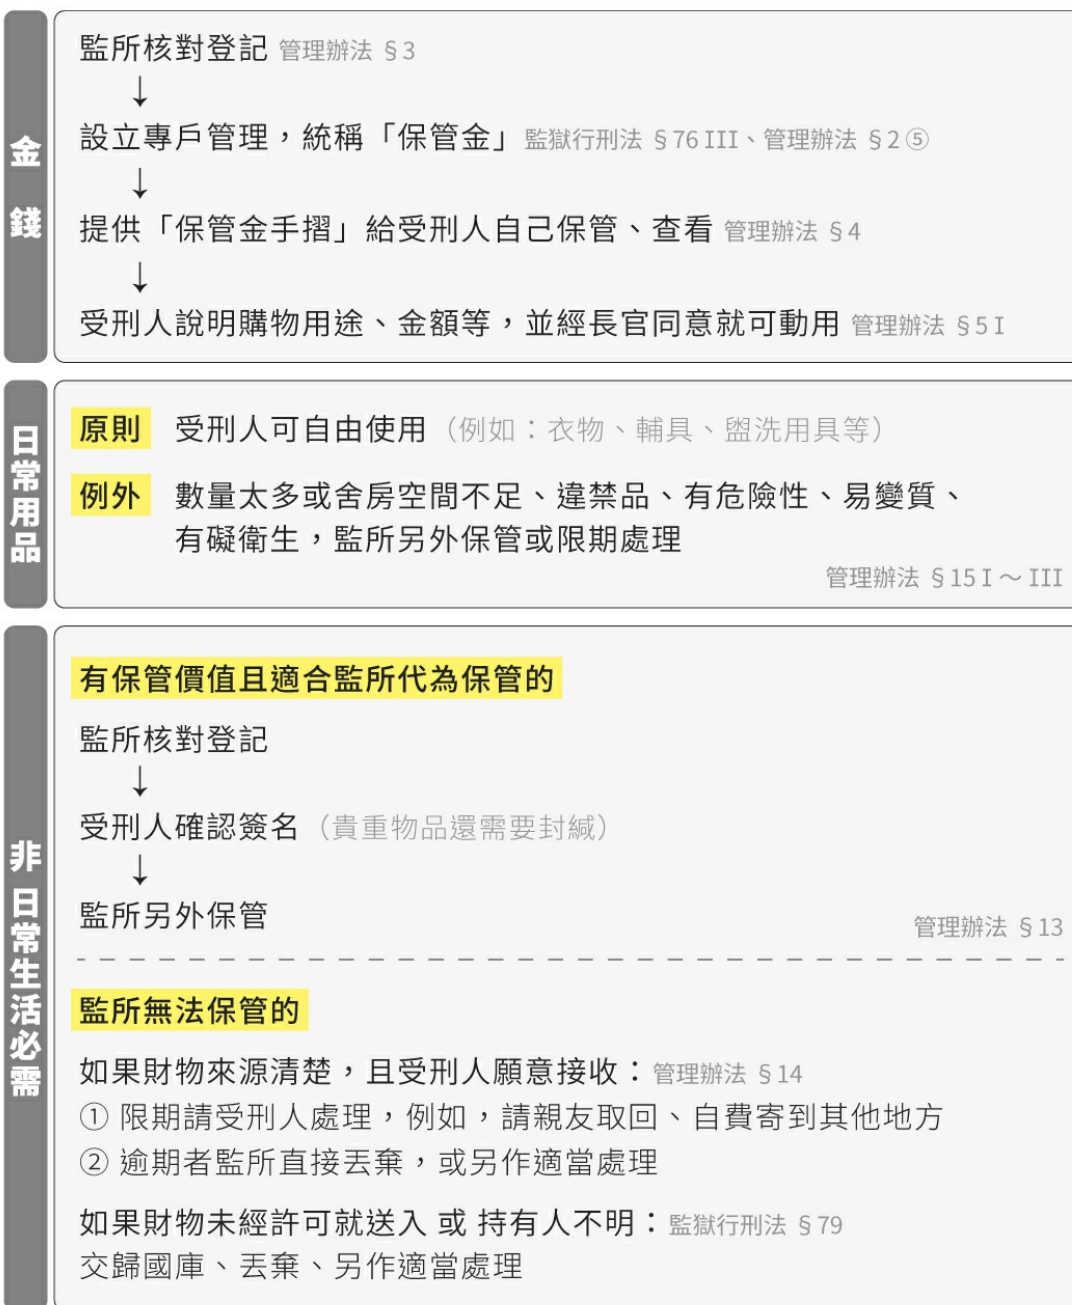 金錢
監所核對登記 管理辦法 §3
↓
設立專戶管理，統稱「保管金」監獄行刑法 §76 III、管理辦法 §2 ⑤
↓
提供「保管金手摺」給受刑人自己保管、查看 管理辦法 §4
↓
受刑人說明購物用途、金額等，並經長官同意就可動用 管理辦法 §5 I
日常用品
原則 受刑人可自由使用（例如：衣物、輔具、盥洗用具等）
例外 數量太多或舍房空間不足、違禁品、有危險性、易變質、
有礙衛生，監所另外保管或限期處理
管理辦法 §15 I～III
非日常生活必需
有保管價值且適合監所代為保管的
監所核對登記
↓
受刑人確認簽名（貴重物品還需要封緘）
↓
監所另外保管
管理辦法 §13
監所無法保管的
如果財物來源清楚，且受刑人願意接收：管理辦法 §14
① 限期請受刑人處理，例如，請親友取回、自費寄到其他地方
② 逾期者監所直接丟棄，或另作適當處理
如果財物未經許可就送入 或 持有人不明：監獄行刑法 §79
交歸國庫、丟棄、另作適當處理